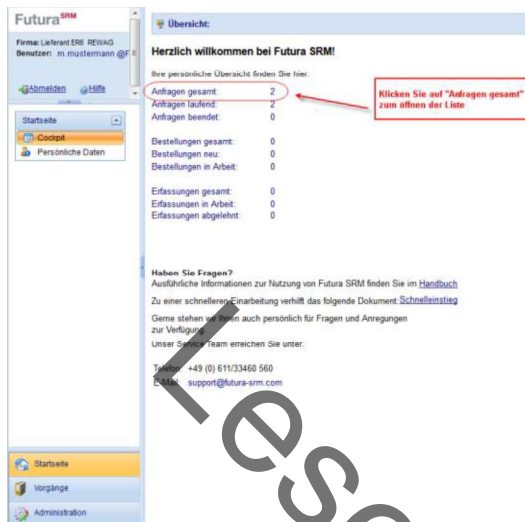 Futura SRM
Firma: Lieferant ERB REWAG
Benutzer: m.mustermann @F
Abmelden Hilfe
Startseite
Cockpit
Persönliche Daten
Startseite
Vorgänge
Administration
Übersicht:
Herzlich willkommen bei Futura SRM!
Ihre persönliche Übersicht finden Sie hier:
Anfragen gesamt: 2
Anfragen laufend: 2
Anfragen beendet: 0
Bestellungen gesamt: 0
Bestellungen neu: 0
Bestellungen in Arbeit: 0
Erfassungen gesamt: 0
Erfassungen in Arbeit: 0
Erfassungen abgelehnt: 0
Klicken Sie auf "Anfragen gesamt"
zum öffnen der Liste
Haben Sie Fragen?
Ausführliche Informationen zur Nutzung von Futura SRM finden Sie im Handbuch
Zu einer schnelleren Einarbeitung verhilft das folgende Dokument Schnelleinstieg
Gerne stehen wir Ihnen auch persönlich für Fragen und Anregungen
zur Verfügung.
Unser Service Team erreichen Sie unter:
Telefon: +49 (0) 611/33460 560
E-Mail: support@futura-srm.com
Lese